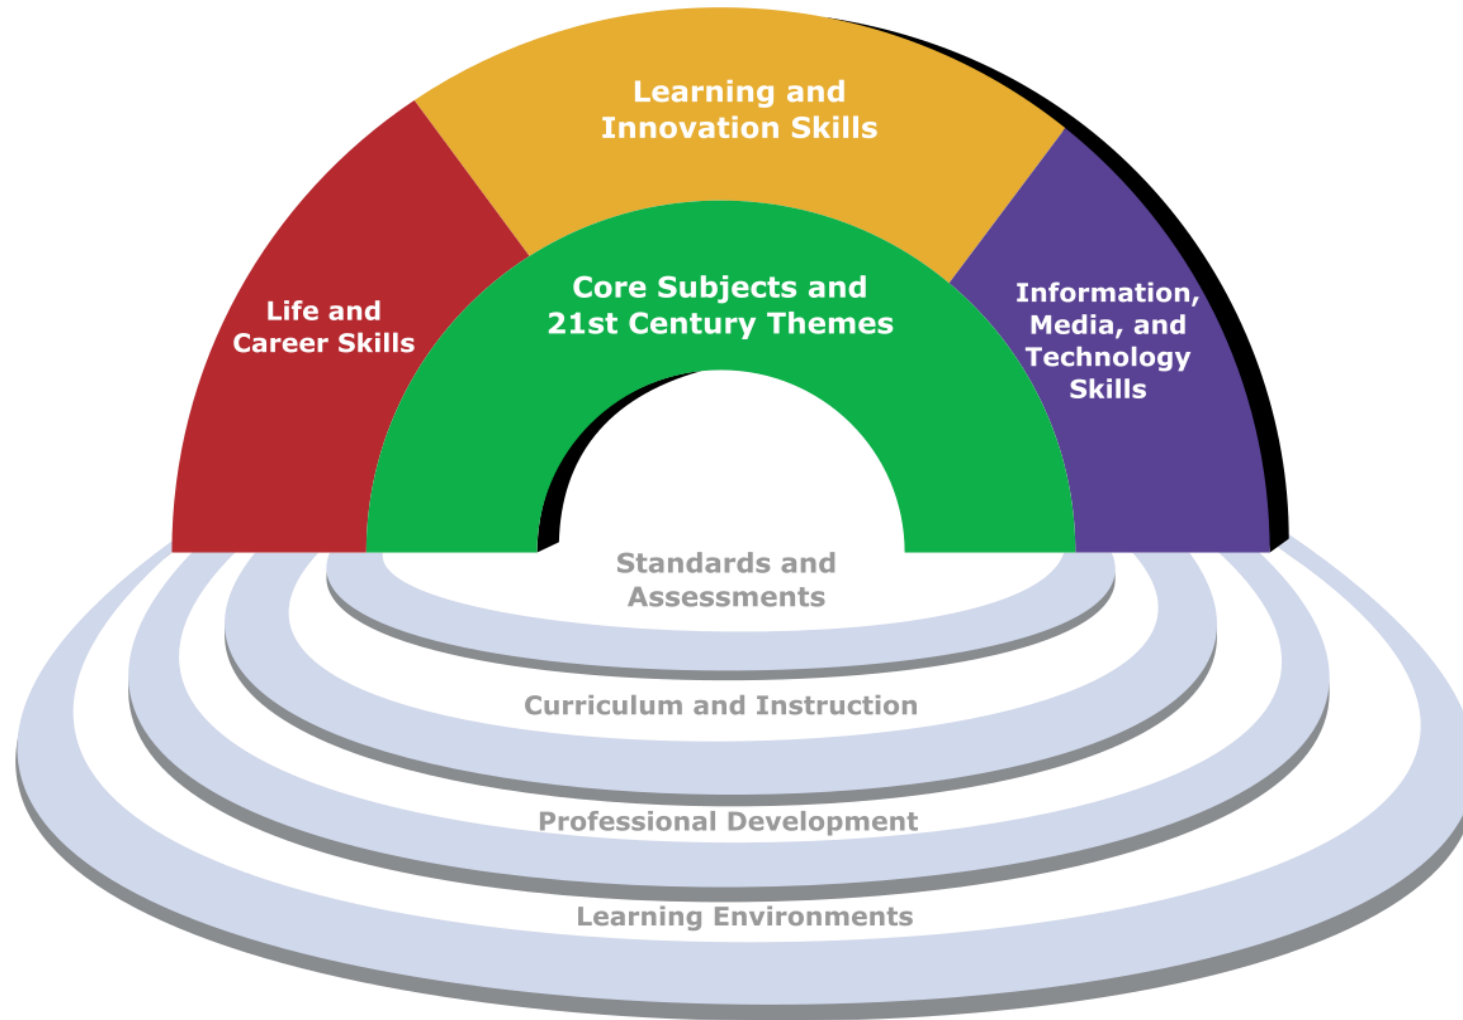 Learning and
Innovation Skills
Core Subjects and
21st Century Themes
Life and
Career Skills
Information,
Media, and
Technology
Skills
Standards and
Assessments
Curriculum and Instruction
Professional Development
Learning Environments